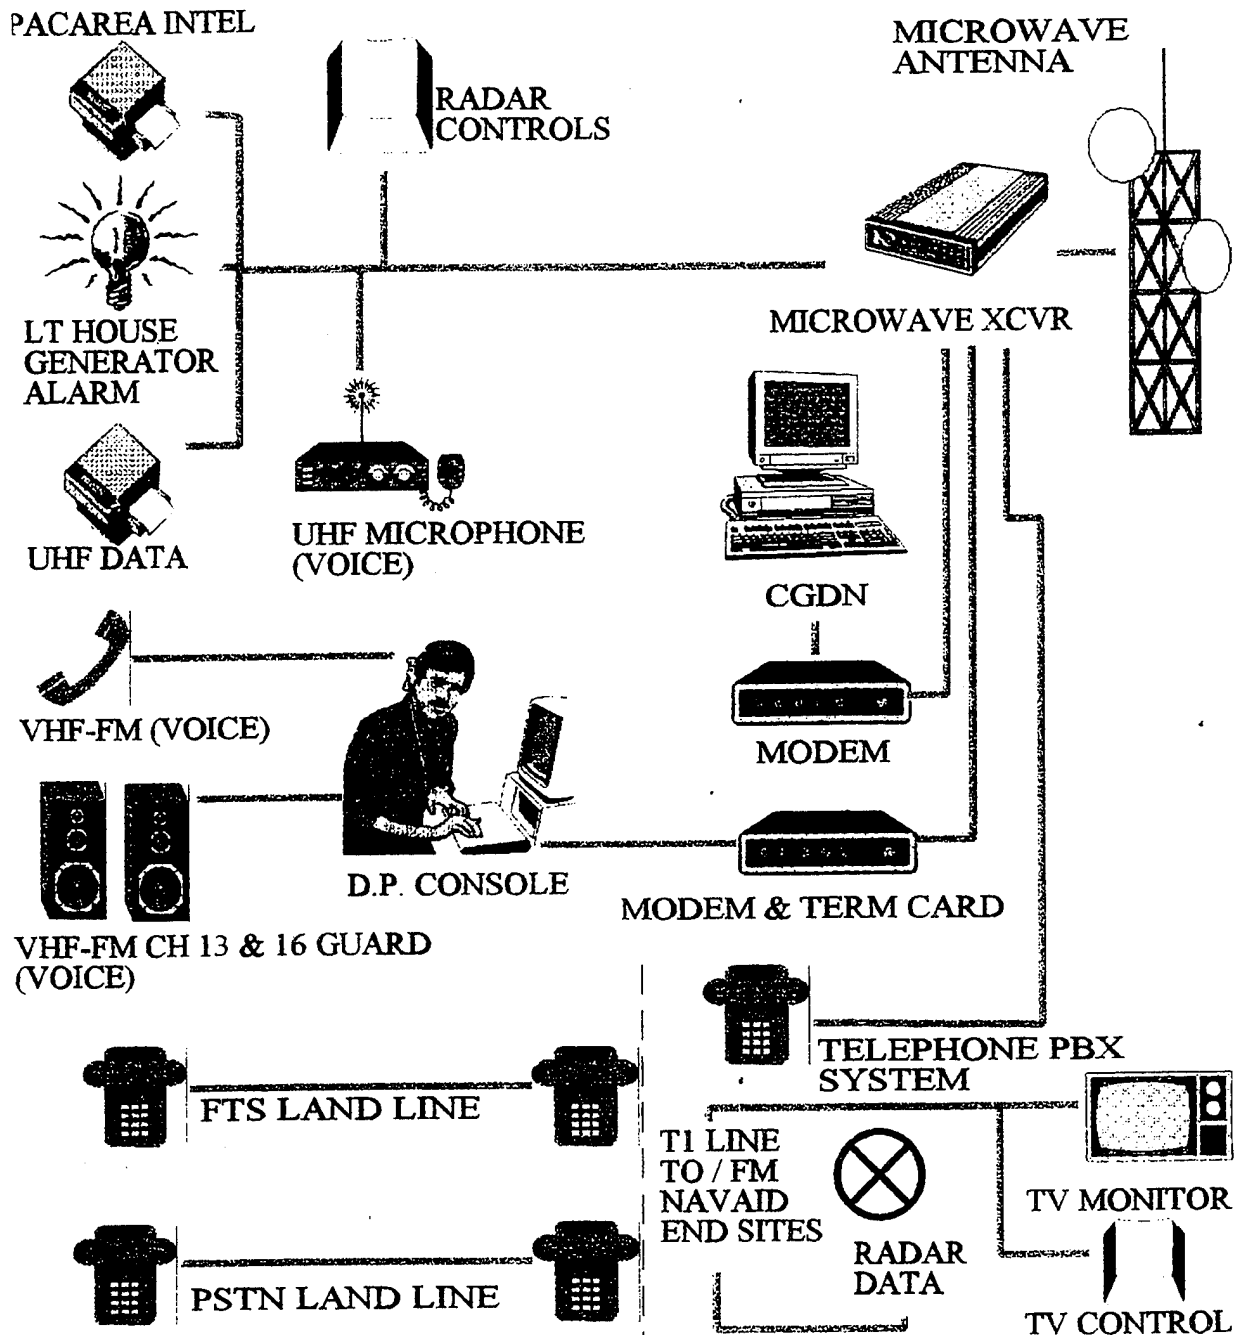 PACAREA INTEL
RADAR
CONTROLS
MICROWAVE
ANTENNA
LT HOUSE
GENERATOR
ALARM
MICROWAVE XCVR
UHF DATA
UHF MICROPHONE
(VOICE)
CGDN
VHF-FM (VOICE)
MODEM
D.P. CONSOLE
MODEM & TERM CARD
VHF-FM CH 13 & 16 GUARD
(VOICE)
TELEPHONE PBX
SYSTEM
FTS LAND LINE
T1 LINE
TO / FM
NAVAID
END SITES
TV MONITOR
RADAR
DATA
PSTN LAND LINE
TV CONTROL